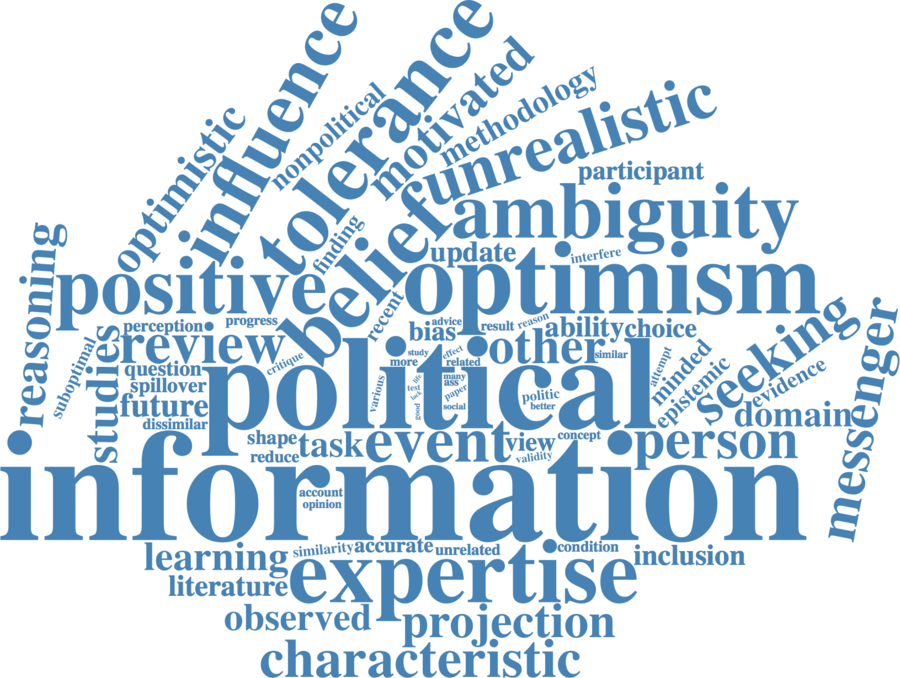 influence
tolerance
optimistic
nonpolitical
motivated
methodology
unrealistic
participant
ambiguity
reasoning
finding
belief
update
interfere
positive
optimism
recent
perception
progress
bias
advice
result
reason
ability
choice
review
critique
other
similar
seeking
messenger
suboptimal
studies
question
spillover
future
dissimilar
political
study
effect
more
related
various
life
text
lack
good
many
ass
paper
social
politic
better
attempt
minded
epistemic
evidence
domain
shape
reduce
task
event
view
concept
validity
person
information
account
opinion
learning
similarity
accurate
unrelated
condition
inclusion
literature
expertise
observed
projection
characteristic